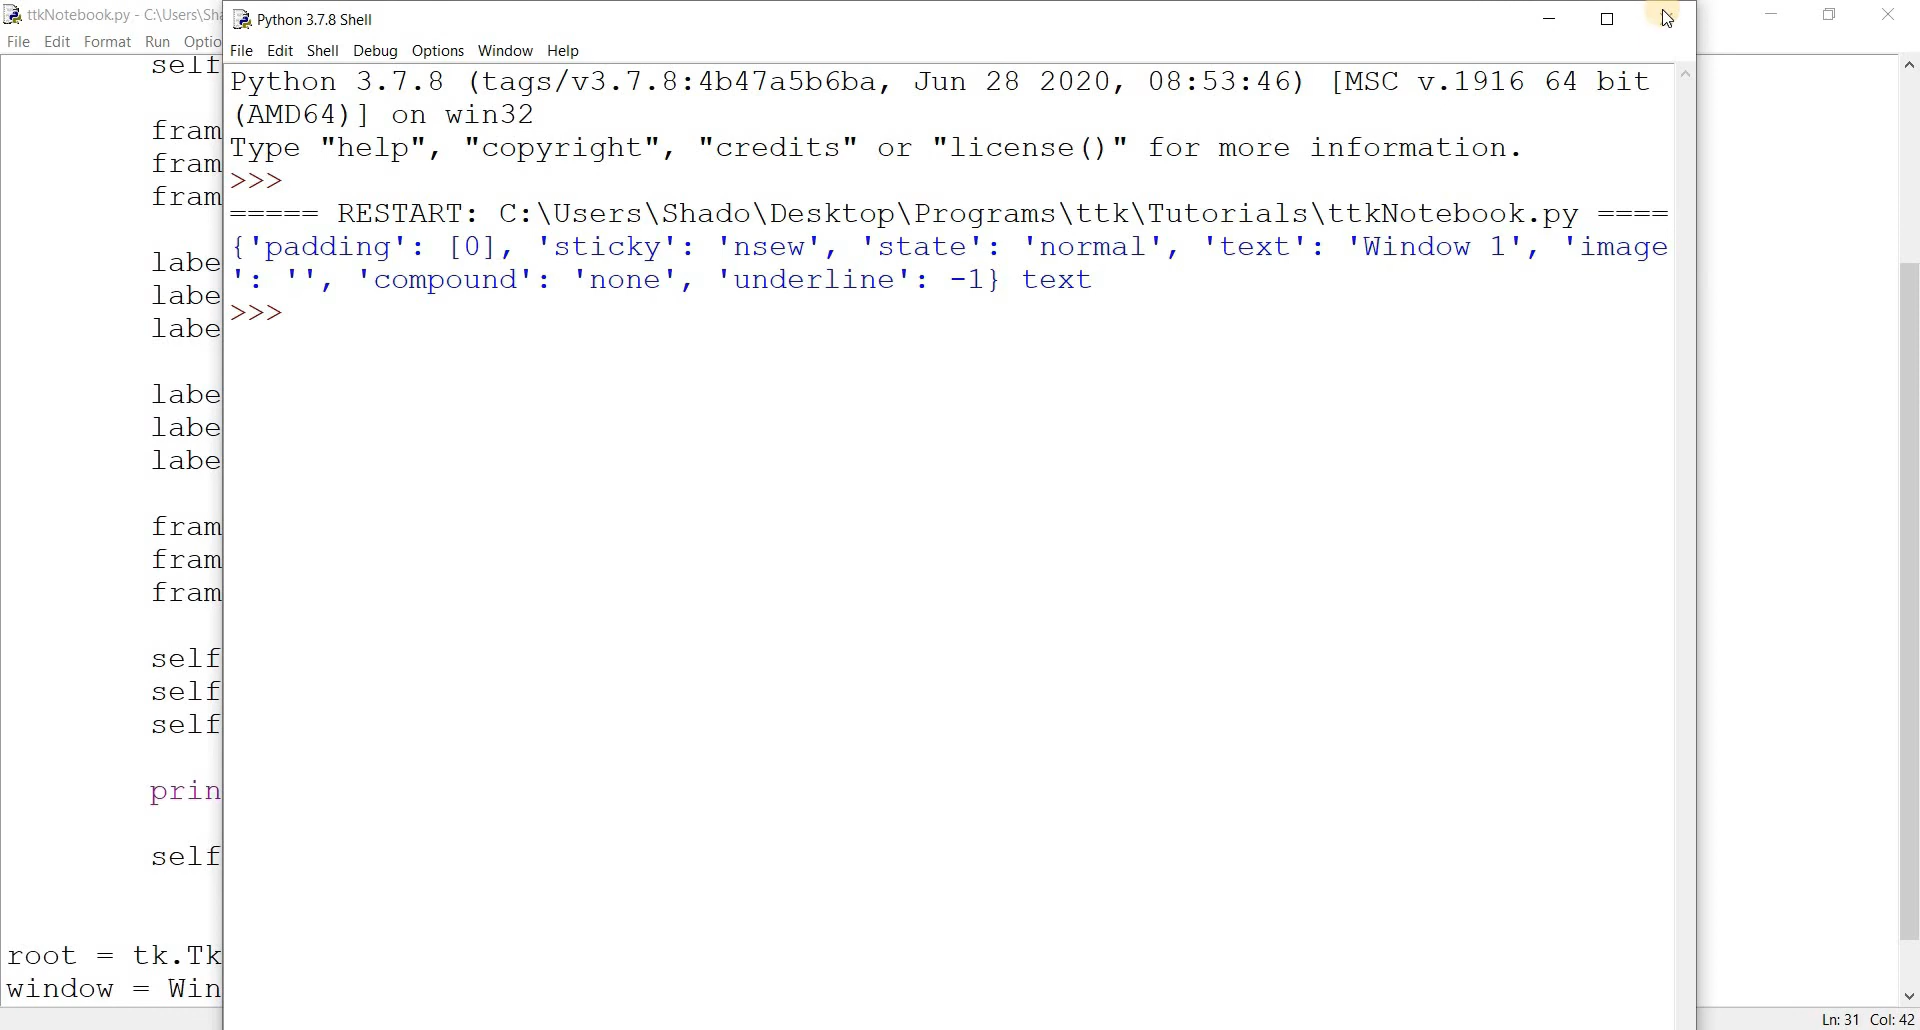 ttkNotebook.py - C:\Users\Sha
File Edit Format Run Optio
self
fram
fram
fram
labe
labe
labe
labe
labe
labe
fram
fram
fram
self
self
self
prin
self
root = tk.Tk
window = Win
Python 3.7.8 Shell
File Edit Shell Debug Options Window Help
Python 3.7.8 (tags/v3.7.8:4b47a5b6ba, Jun 28 2020, 08:53:46) [MSC v.1916 64 bit
(AMD64)] on win32
Type "help", "copyright", "credits" or "license()" for more information.
>>>
===== RESTART: C:\Users\Shado\Desktop\Programs\ttk\Tutorials\ttkNotebook.py ====
{'padding': [0], 'sticky': 'nsew', 'state': 'normal', 'text': 'Window 1', 'image
': '', 'compound': 'none', 'underline': -1} text
>>>
Ln: 31 Col: 42